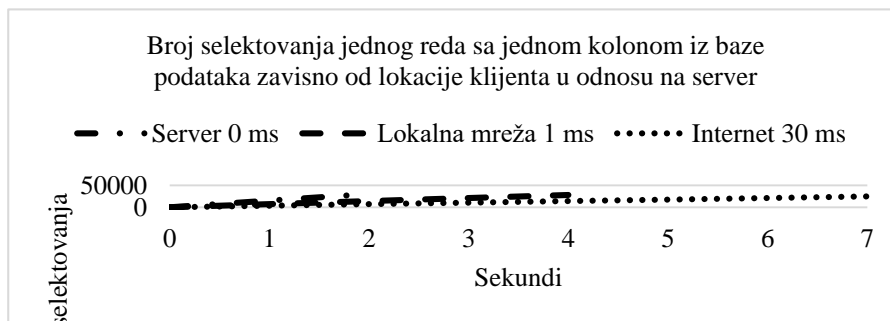 Broj selektovanja jednog reda sa jednom kolonom iz baze
podataka zavisno od lokacije klijenta u odnosu na server
Server 0 ms Lokalna mreža 1 ms Internet 30 ms
selektovanja
50000
0
0 1 2 3 4 5 6 7
Sekundi